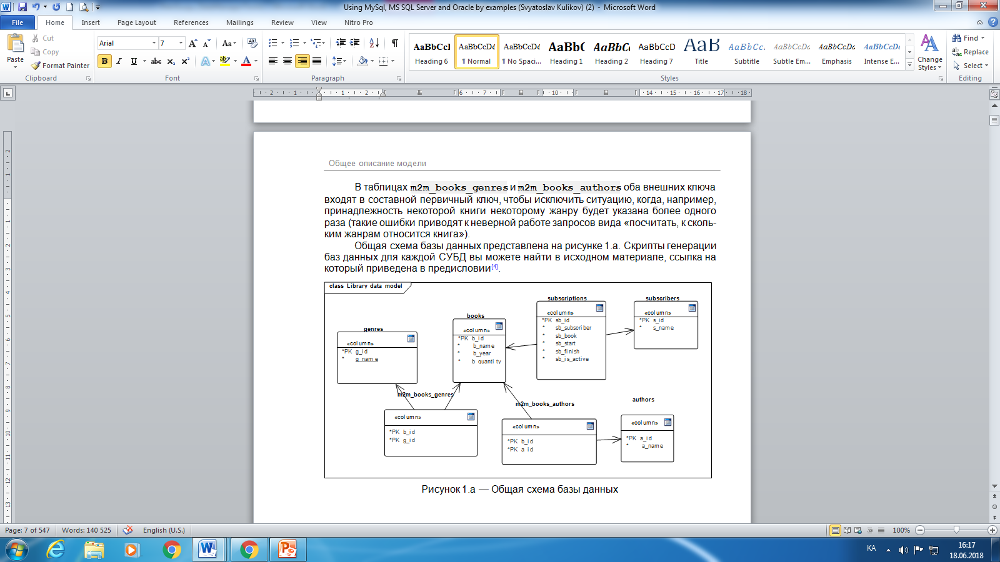 Using MySql, MS SQL Server and Oracle by examples (Svyatoslav Kulikov) (2) - Microsoft Word
File Home Insert Page Layout References Mailings Review View Nitro Pro
Paste
Cut
Copy
Format Painter
Clipboard
Arial 7
B I U abc
Font
Paragraph
AaBbCcI AaBbCcDd AaBbCcDd AaBbC AaBbCc AaBbCcD AaB AaBbCc. AaBbCcDc AaBbCcDc AaBbCcDc
Heading 6 ¶ Normal ¶ No Spaci... Heading 1 Heading 2 Heading 7 Title Subtitle Subtle Em... Emphasis Intense E...
Change Styles
Styles
Find
Replace
Select
Editing
Общее описание модели
В таблицах m2m_books_genres и m2m_books_authors оба внешних ключа
входят в составной первичный ключ, чтобы исключить ситуацию, когда, например,
принадлежность некоторой книги некоторому жанру будет указана более одного
раза (такие ошибки приводят к неверной работе запросов вида «посчитать, к сколь-
ким жанрам относится книга»).
Общая схема базы данных представлена на рисунке 1.a. Скрипты генерации
баз данных для каждой СУБД вы можете найти в исходном материале, ссылка на
который приведена в предисловии{4}.
class Library data model
genres
«column»
*PK g_id
* g_name
books
«column»
*PK b_id
* b_name
* b_year
* b_quantity
subscriptions
«column»
*PK sb_id
* sb_subscriber
* sb_book
* sb_start
* sb_finish
* sb_is_active
subscribers
«column»
*PK s_id
* s_name
m2m_books_genres
«column»
*PK b_id
*PK g_id
m2m_books_authors
«column»
*PK b_id
*PK a_id
authors
«column»
*PK a_id
* a_name
Рисунок 1.a — Общая схема базы данных
Page: 7 of 547 Words: 140 525 English (U.S.) 100%
KA
16:17
18.06.2018